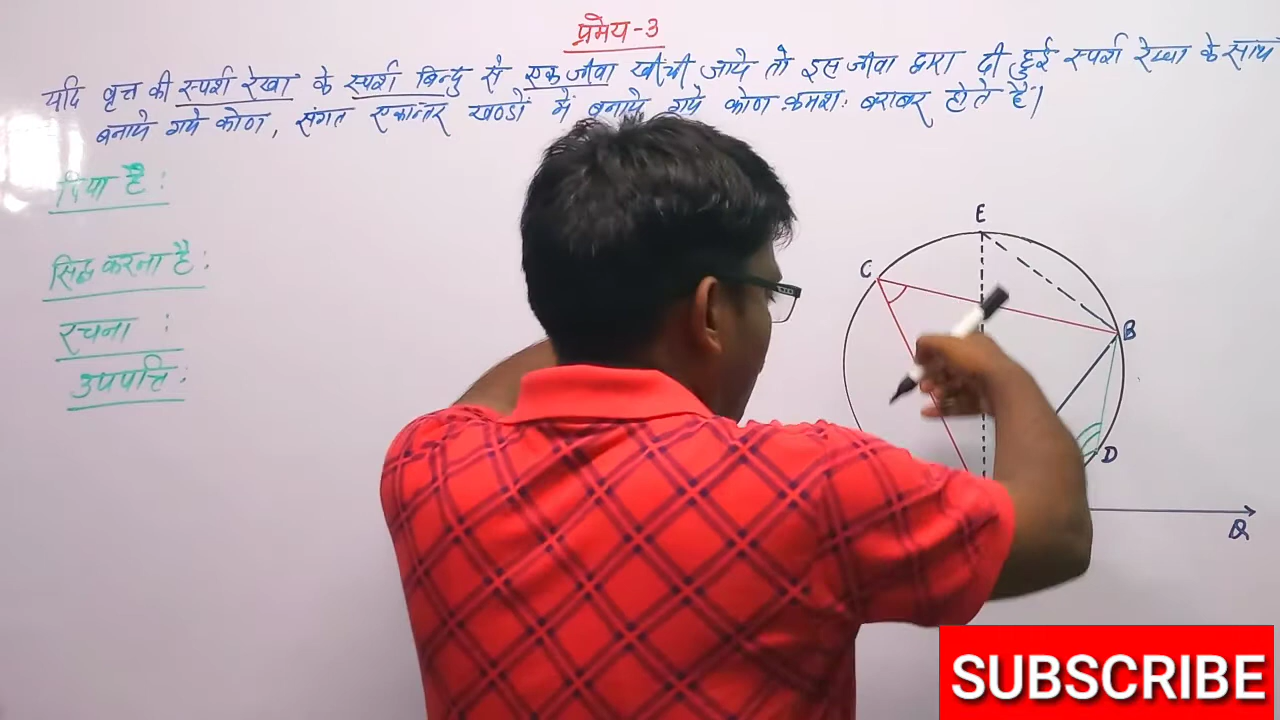 प्रमेय-3
यदि वृत्त की स्पर्श रेखा के स्पर्श बिन्दु से एक जीवा खींची जाये तो इस जीवा द्वारा दी हुई स्पर्श रेखा के साथ
बनाये गये कोण, संगत एकान्तर खण्डों में बनाये गये कोण क्रमशः बराबर होते हैं।
दिया है :
सिद्ध करना है :
रचना :
उपपत्ति :
E
C
B
D
Q
SUBSCRIBE